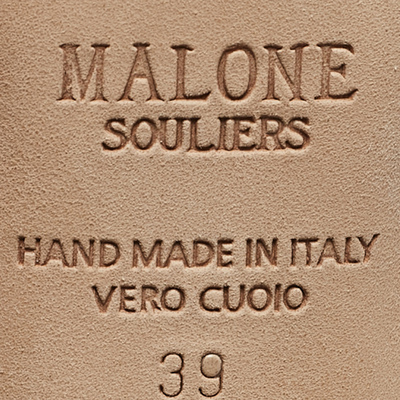 MALONE
SOULIERS
HAND MADE IN ITALY
VERO CUOIO
39